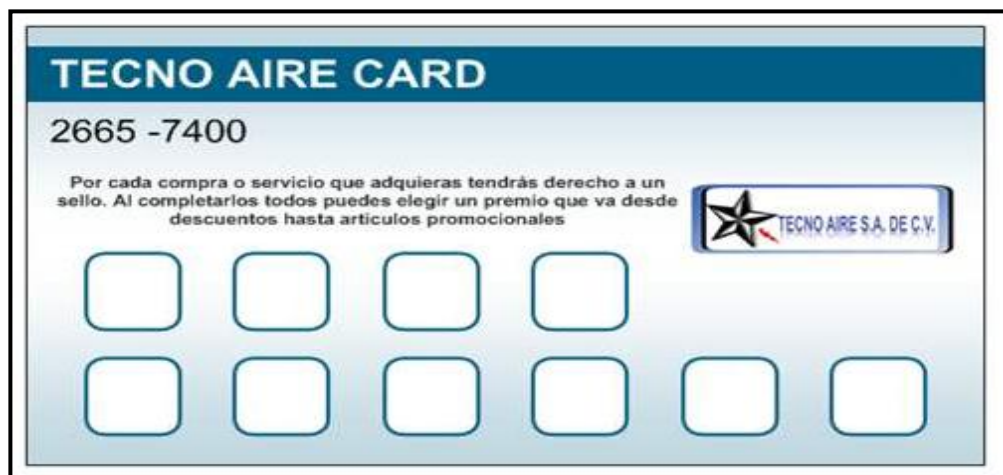 TECNO AIRE CARD
2665 -7400
Por cada compra o servicio que adquieras tendrás derecho a un
sello. Al completarlos todos puedes elegir un premio que va desde
descuentos hasta articulos promocionales
TECNO AIRE S.A. DE C.V.